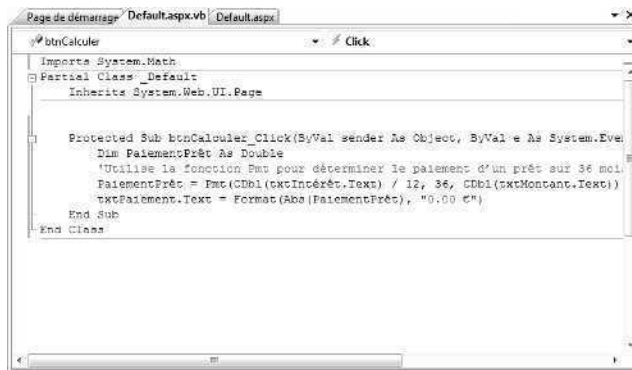 Page de démarrage Default.aspx.vb Default.aspx
btnCalculer Click
Imports System.Math
Partial Class _Default
Inherits System.Web.UI.Page
Protected Sub btnCalculer_Click(ByVal sender As Object, ByVal e As System.Eve
Dim PaiementPrêt As Double
'Utilise la fonction Pmt pour déterminer le paiement d'un prêt sur 36 moi
PaiementPrêt = Pmt(CDbl(txtIntérêt.Text) / 12, 36, CDbl(txtMontant.Text))
txtPaiement.Text = Format(Abs(PaiementPrêt), "0.00 €")
End Sub
End Class